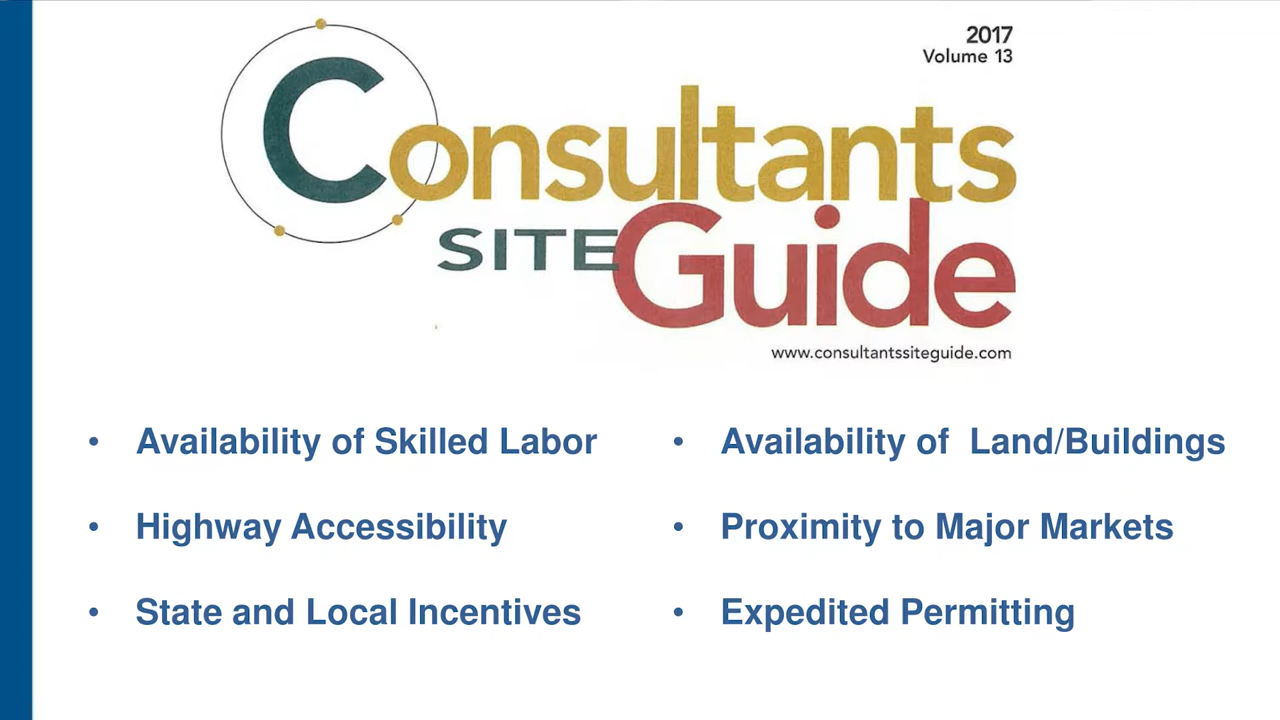 2017
Volume 13
Consultants
SITE Guide
www.consultantssiteguide.com
• Availability of Skilled Labor
• Highway Accessibility
• State and Local Incentives
• Availability of  Land/Buildings
• Proximity to Major Markets
• Expedited Permitting